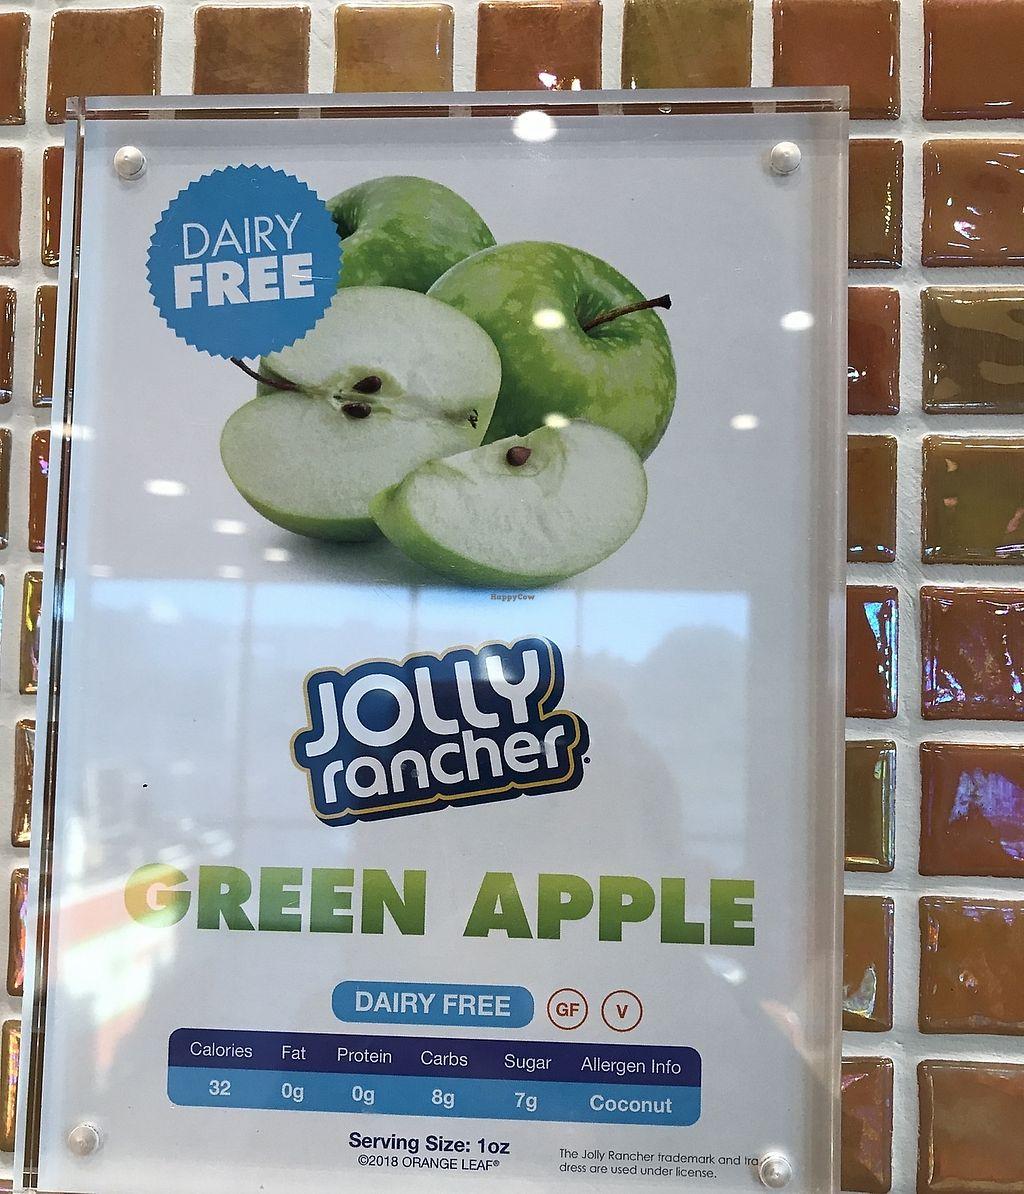 DAIRY
FREE
HappyCow
JOLLY
rancher
GREEN APPLE
DAIRY FREE GF V
Calories Fat Protein Carbs Sugar Allergen Info
32 0g 0g 8g 7g Coconut
Serving Size: 1oz
©2018 ORANGE LEAF®
The Jolly Rancher trademark and
dress are used under license.